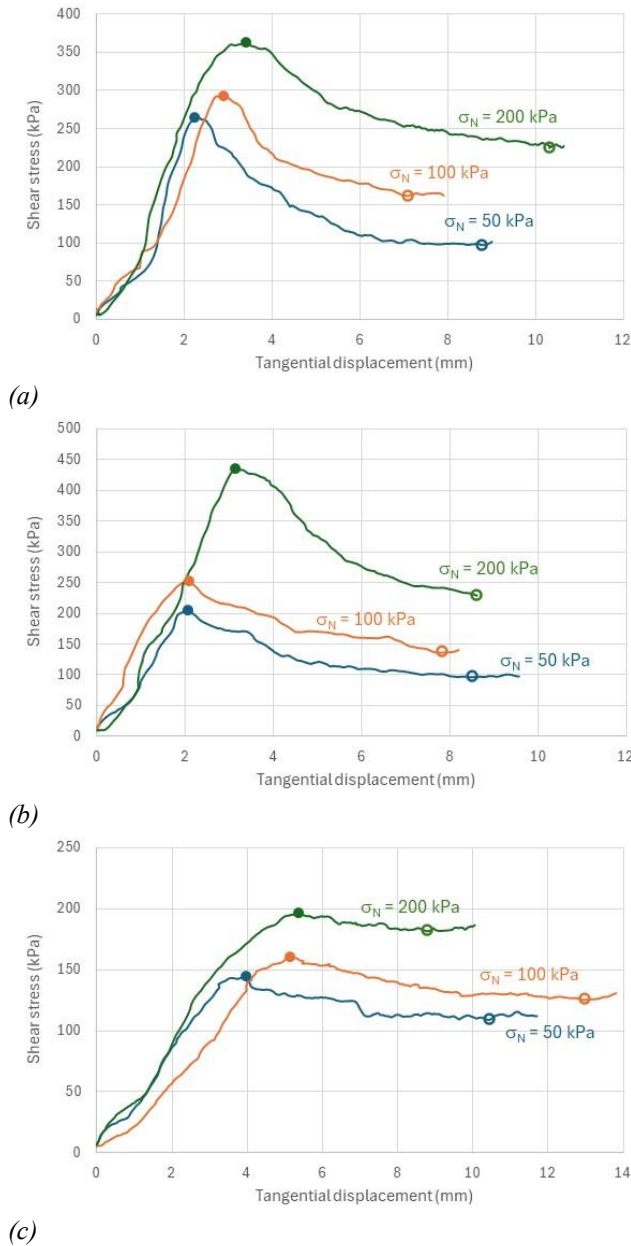 400
350
300
250
200
150
100
50
0
Shear stress (kPa)
σN = 200 kPa
σN = 100 kPa
σN = 50 kPa
0 2 4 6 8 10 12
Tangential displacement (mm)
(a)
500
450
400
350
300
250
200
150
100
50
0
Shear stress (kPa)
σN = 200 kPa
σN = 100 kPa
σN = 50 kPa
0 2 4 6 8 10 12
Tangential displacement (mm)
(b)
250
200
150
100
50
0
Shear stress (kPa)
σN = 200 kPa
σN = 100 kPa
σN = 50 kPa
0 2 4 6 8 10 12 14
Tangential displacement (mm)
(c)